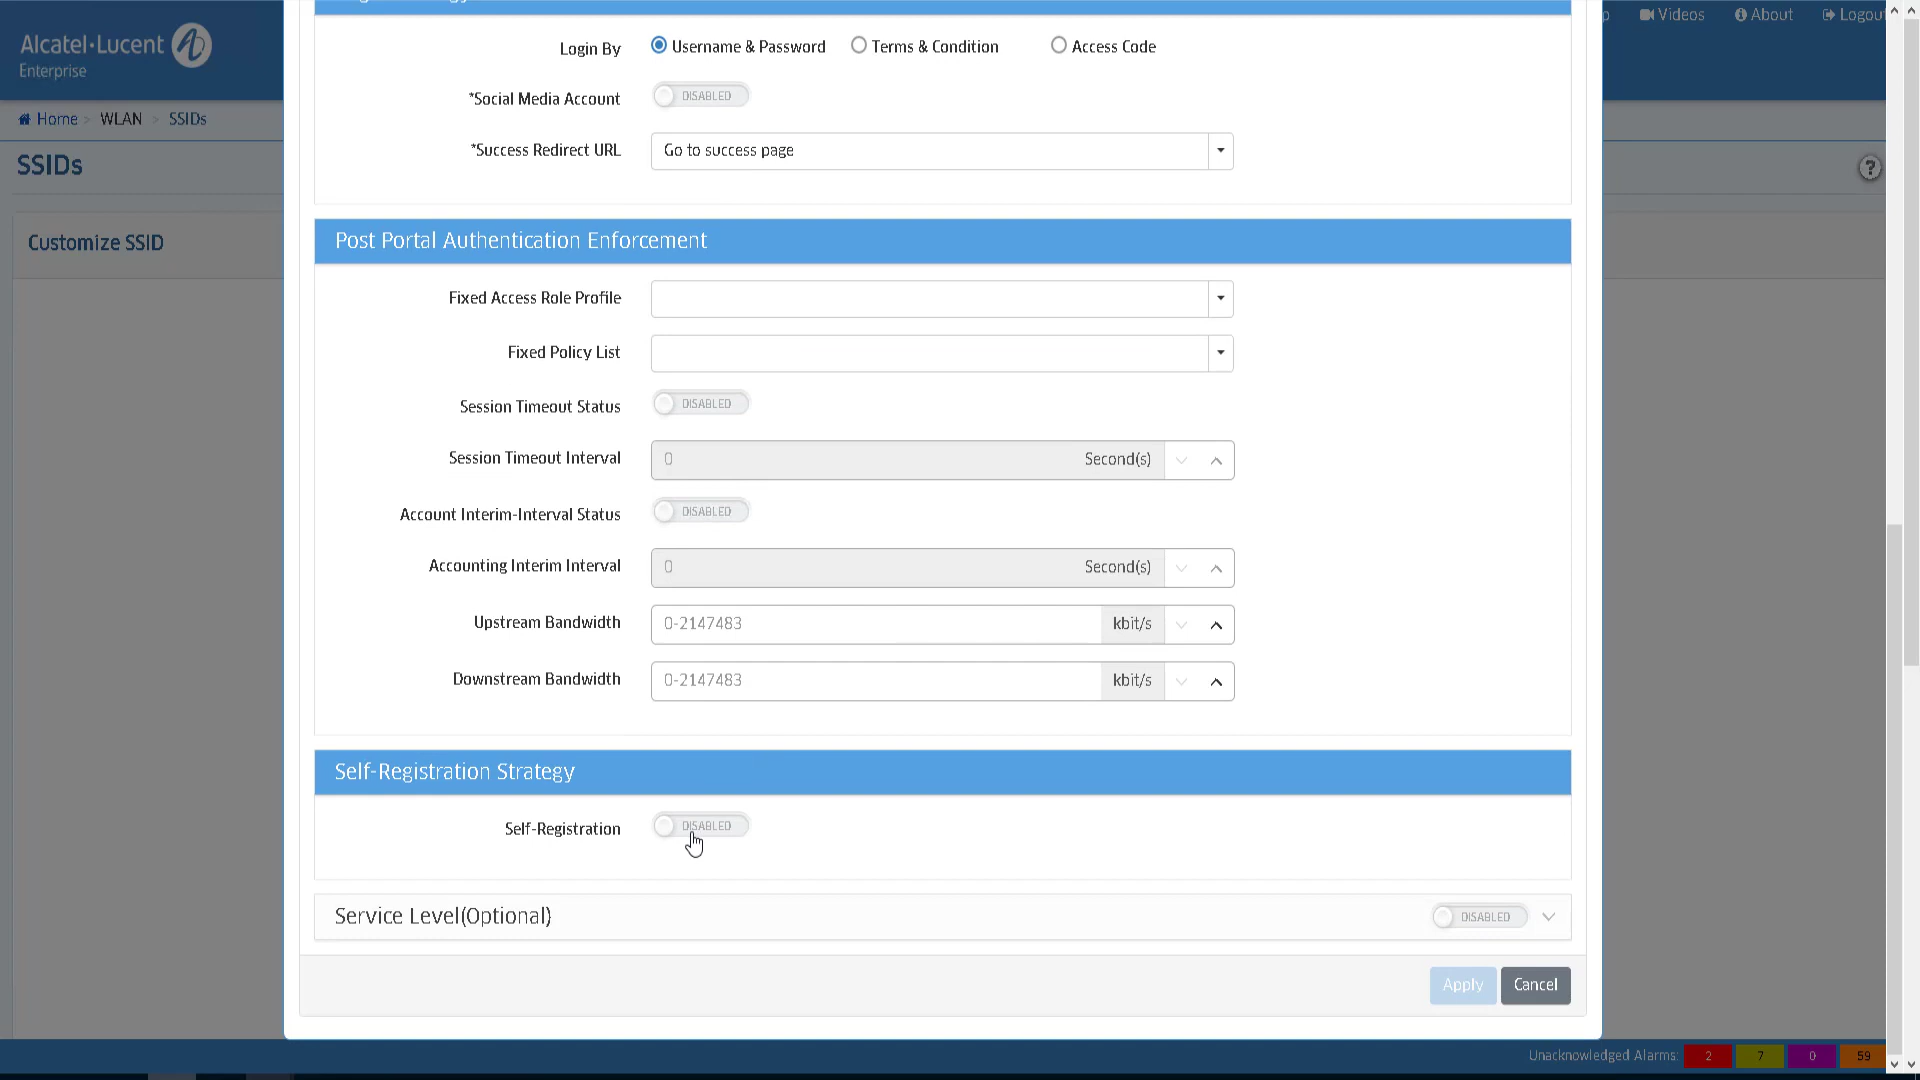 Videos
About
Logout
Alcatel·Lucent
Enterprise
Home > WLAN > SSIDs
SSIDs
Customize SSID
Login By
Username & Password
Terms & Condition
Access Code
*Social Media Account
DISABLED
*Success Redirect URL
Go to success page
Post Portal Authentication Enforcement
Fixed Access Role Profile
Fixed Policy List
Session Timeout Status
DISABLED
Session Timeout Interval
0
Second(s)
Account Interim-Interval Status
DISABLED
Accounting Interim Interval
0
Second(s)
Upstream Bandwidth
0-2147483
kbit/s
Downstream Bandwidth
0-2147483
kbit/s
Self-Registration Strategy
Self-Registration
DISABLED
Service Level(Optional)
DISABLED
Apply
Cancel
Unacknowledged Alarms:
2
7
0
59